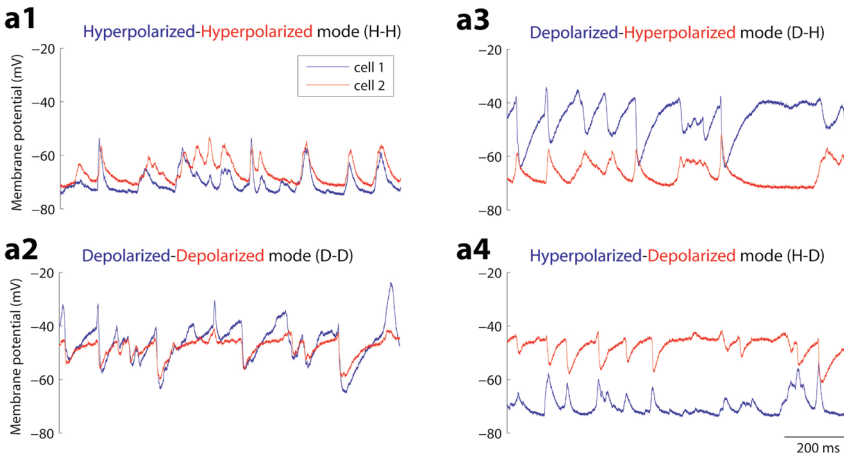 a1
Hyperpolarized-Hyperpolarized mode (H-H)
Membrane potential (mV)
−20
−40
−60
−80
cell 1
cell 2
a3
Depolarized-Hyperpolarized mode (D-H)
−20
−40
−60
−80
a2
Depolarized-Depolarized mode (D-D)
Membrane potential (mV)
−20
−40
−60
−80
a4
Hyperpolarized-Depolarized mode (H-D)
−20
−40
−60
−80
200 ms